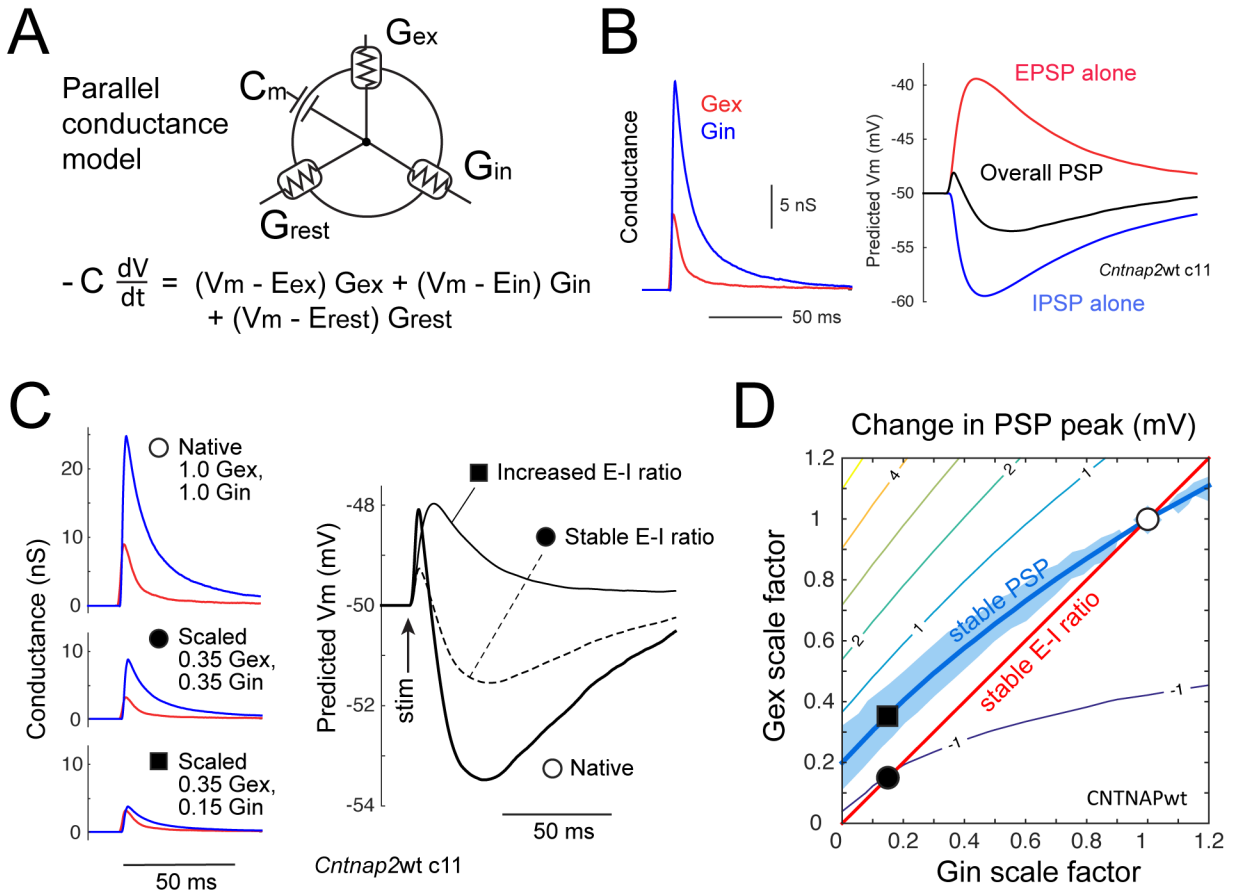 A
Parallel
conductance
model
Gex
Cm
Gin
Grest
- C dV/dt = (Vm - Eex) Gex + (Vm - Ein) Gin
+ (Vm - Erest) Grest
B
Conductance
Gex
Gin
5 nS
50 ms
Predicted Vm (mV)
-40
-45
-50
-55
-60
EPSP alone
Overall PSP
Cntnap2wt c11
IPSP alone
C
Conductance (nS)
20
10
0
Native
1.0 Gex,
1.0 Gin
10
0
Scaled
0.35 Gex,
0.35 Gin
10
0
Scaled
0.35 Gex,
0.15 Gin
50 ms
Predicted Vm (mV)
-48
-50
-52
-54
Increased E-I ratio
Stable E-I ratio
stim
Native
50 ms
Cntnap2wt c11
D
Change in PSP peak (mV)
Gex scale factor
1.2
1
0.8
0.6
0.4
0.2
0
4
2
1
2
1
-1
-1
stable PSP
stable E-I ratio
CNTNAPwt
0
0.2
0.4
0.6
0.8
1
1.2
Gin scale factor